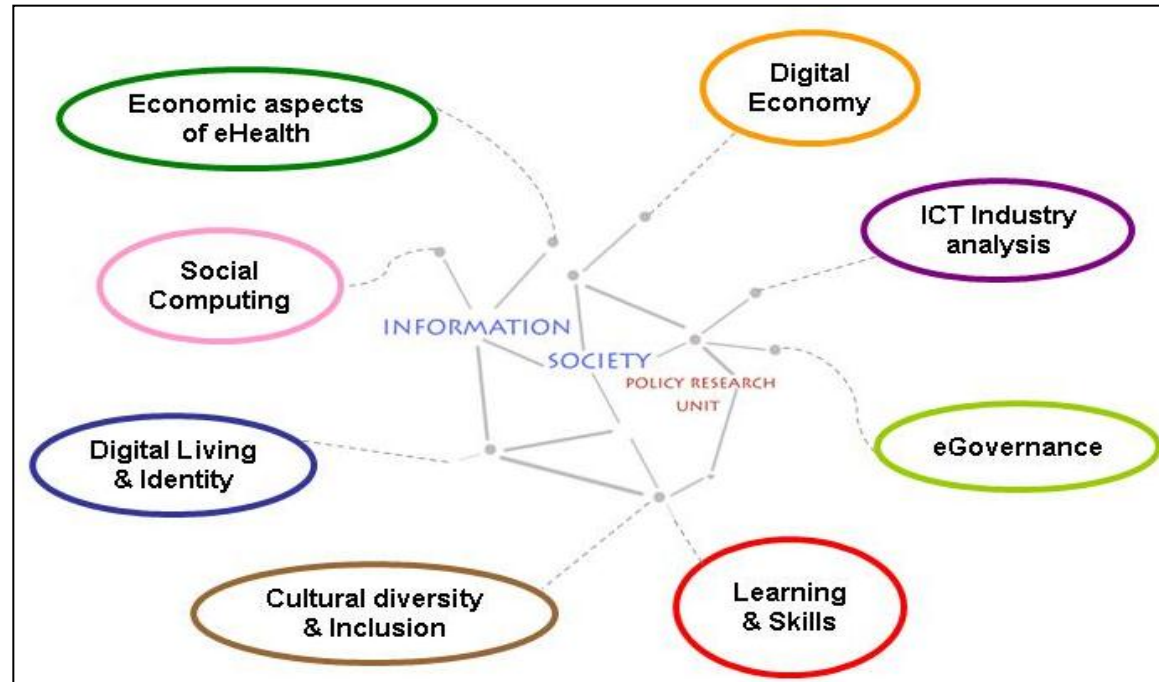 Digital
Economy
Economic aspects
of eHealth
ICT Industry
analysis
Social
Computing
INFORMATION
SOCIETY
POLICY RESEARCH
UNIT
Digital Living
& Identity
eGovernance
Cultural diversity
& Inclusion
Learning
& Skills